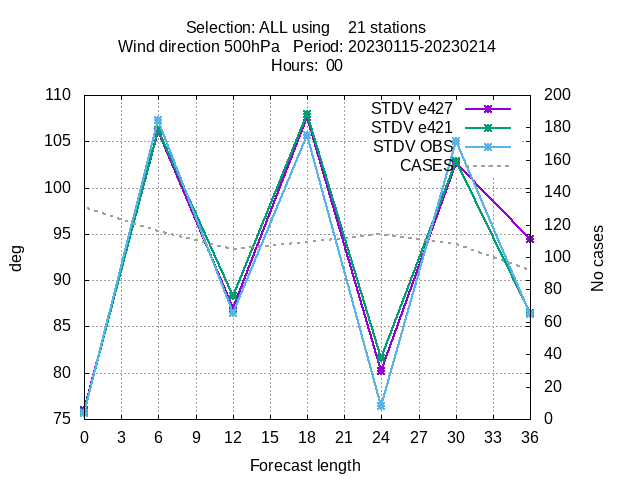 Selection: ALL using 21 stations
Wind direction 500hPa Period: 20230115-20230214
Hours: 00
STDV e427
STDV e421
STDV OBS
CASES
110
105
100
95
90
85
80
75
deg
200
180
160
140
120
100
80
60
40
20
0
No cases
0 3 6 9 12 15 18 21 24 27 30 33 36
Forecast length